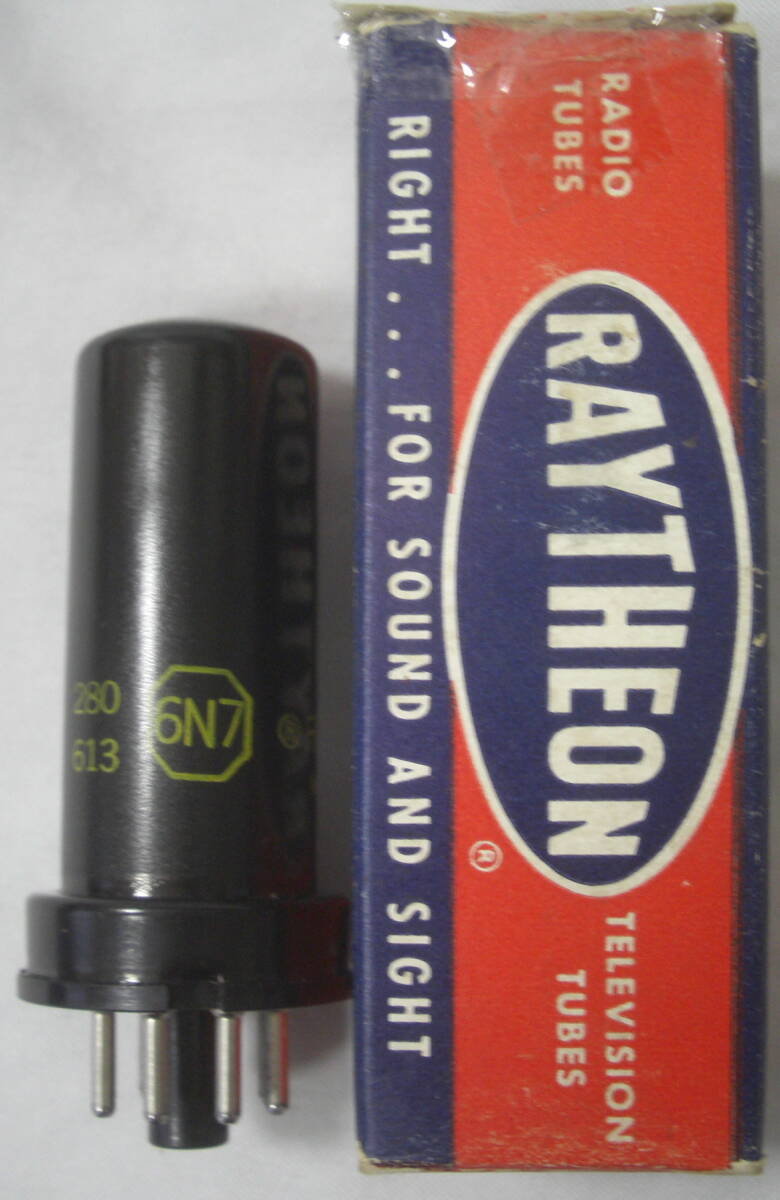 280
613
6N7
®
RIGHT . . . FOR SOUND AND SIGHT
RADIO
TUBES
RAYTHEON
®
TELEVISION
TUBES